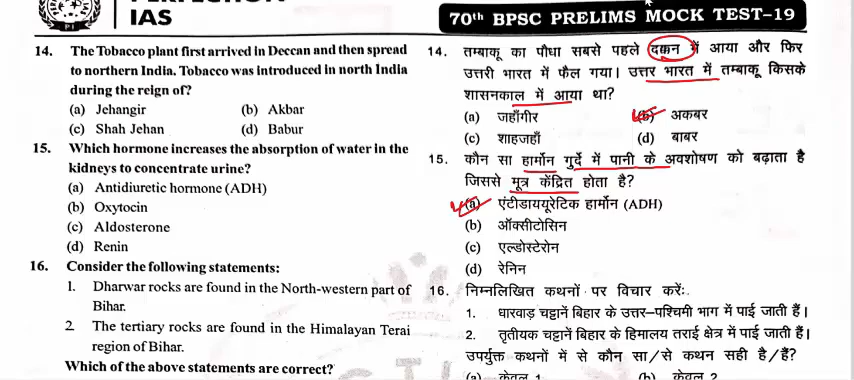 IAS
70th BPSC PRELIMS MOCK TEST–19
14. The Tobacco plant first arrived in Deccan and then spread
to northern India. Tobacco was introduced in north India
during the reign of?
(a) Jehangir (b) Akbar
(c) Shah Jehan (d) Babur
15. Which hormone increases the absorption of water in the
kidneys to concentrate urine?
(a) Antidiuretic hormone (ADH)
(b) Oxytocin
(c) Aldosterone
(d) Renin
16. Consider the following statements:
1. Dharwar rocks are found in the North-western part of
Bihar.
2. The tertiary rocks are found in the Himalayan Terai
region of Bihar.
Which of the above statements are correct?
14. तम्बाकू का पौधा सबसे पहले दक्कन में आया और फिर
उत्तरी भारत में फैल गया। उत्तर भारत में तम्बाकू किसके
शासनकाल में आया था?
(a) जहाँगीर (b) अकबर
(c) शाहजहाँ (d) बाबर
15. कौन सा हार्मोन गुर्दे में पानी के अवशोषण को बढ़ाता है
जिससे मूत्र केंद्रित होता है?
(a) एंटीडाययूरेटिक हार्मोन (ADH)
(b) ऑक्सीटोसिन
(c) एल्डोस्टेरोन
(d) रेनिन
16. निम्नलिखित कथनों पर विचार करें:
1. धारवाड़ चट्टानें बिहार के उत्तर–पश्चिमी भाग में पाई जाती हैं।
2. तृतीयक चट्टानें बिहार के हिमालय तराई क्षेत्र में पाई जाती हैं।
उपर्युक्त कथनों में से कौन सा/से कथन सही है/हैं?
(a) केवल 1 (b) केवल 2